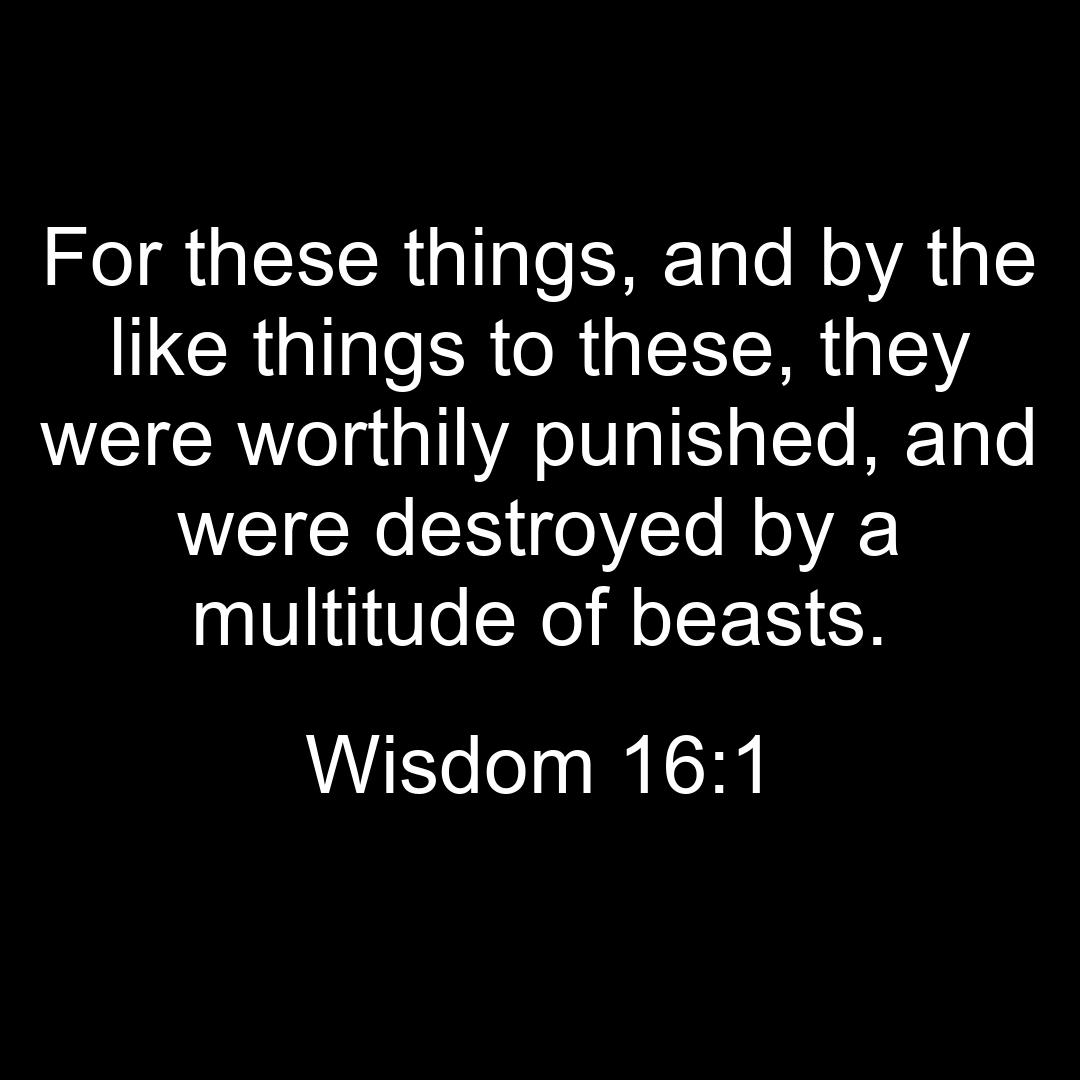 For these things, and by the
like things to these, they
were worthily punished, and
were destroyed by a
multitude of beasts.
Wisdom 16:1